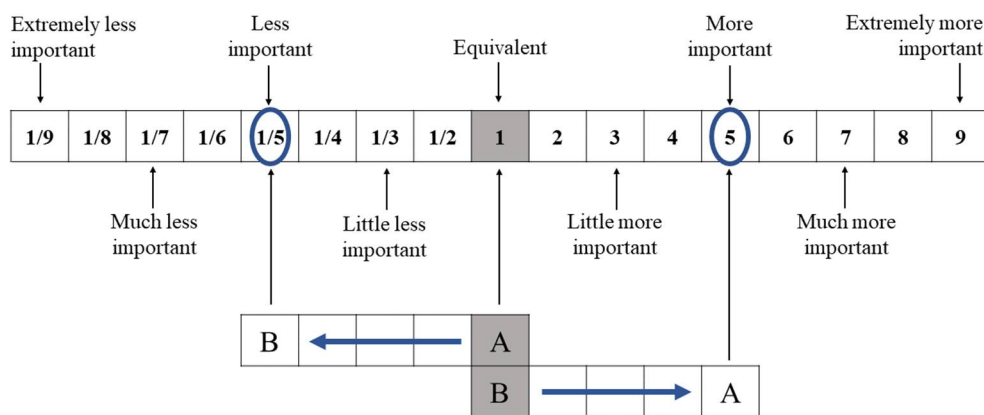 Extremely less
important
Less
important
Equivalent
More
important
Extremely more
important
1/9 1/8 1/7 1/6 1/5 1/4 1/3 1/2 1 2 3 4 5 6 7 8 9
Much less
important
Little less
important
Little more
important
Much more
important
B A
B A